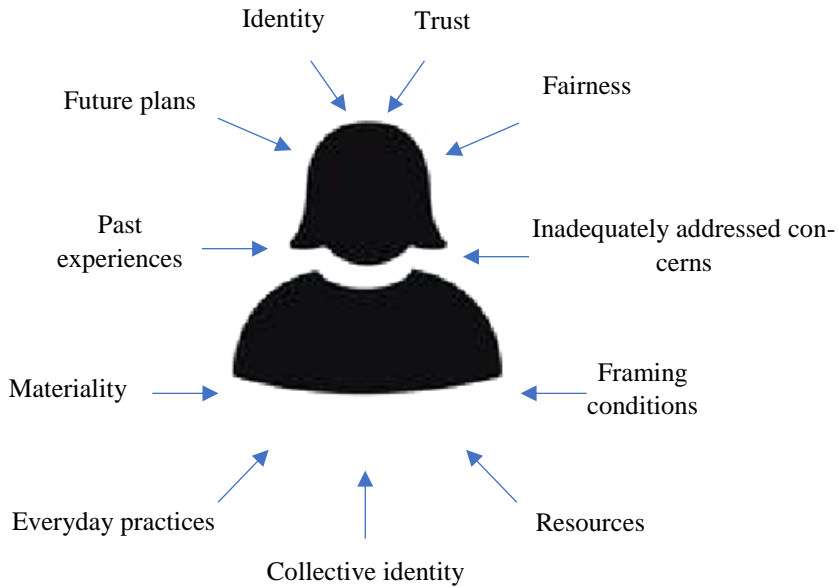 Identity
Trust
Future plans
Fairness
Past
experiences
Inadequately addressed con-
cerns
Materiality
Framing
conditions
Everyday practices
Resources
Collective identity